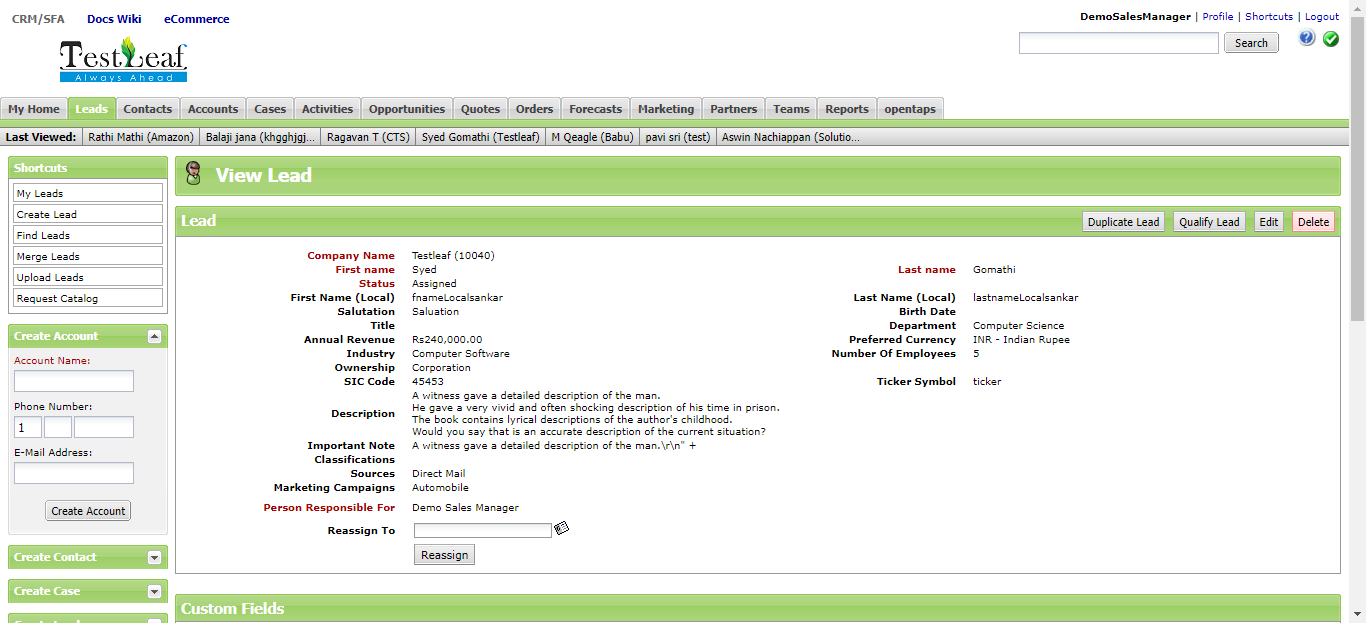 CRM/SFA Docs Wiki eCommerce
DemoSalesManager | Profile | Shortcuts | Logout
TestLeaf
Always Ahead
Search
My Home Leads Contacts Accounts Cases Activities Opportunities Quotes Orders Forecasts Marketing Partners Teams Reports opentaps
Last Viewed: Rathi Mathi (Amazon) Balaji jana (khgghjgj... Ragavan T (CTS) Syed Gomathi (Testleaf) M Qeagle (Babu) pavi sri (test) Aswin Nachiappan (Solutio...
Shortcuts
My Leads
Create Lead
Find Leads
Merge Leads
Upload Leads
Request Catalog
Create Account
Account Name:
Phone Number:
1
E-Mail Address:
Create Account
Create Contact
Create Case
View Lead
Lead Duplicate Lead Qualify Lead Edit Delete
Company Name Testleaf (10040)
First name Syed Last name Gomathi
Status Assigned
First Name (Local) fnameLocalsankar Last Name (Local) lastnameLocalsankar
Salutation Saluation Birth Date
Title Department Computer Science
Annual Revenue Rs240,000.00 Preferred Currency INR - Indian Rupee
Industry Computer Software Number Of Employees 5
Ownership Corporation
SIC Code 45453 Ticker Symbol ticker
Description A witness gave a detailed description of the man.
He gave a very vivid and often shocking description of his time in prison.
The book contains lyrical descriptions of the author's childhood.
Would you say that is an accurate description of the current situation?
Important Note A witness gave a detailed description of the man.\r\n" +
Classifications
Sources Direct Mail
Marketing Campaigns Automobile
Person Responsible For Demo Sales Manager
Reassign To
Reassign
Custom Fields